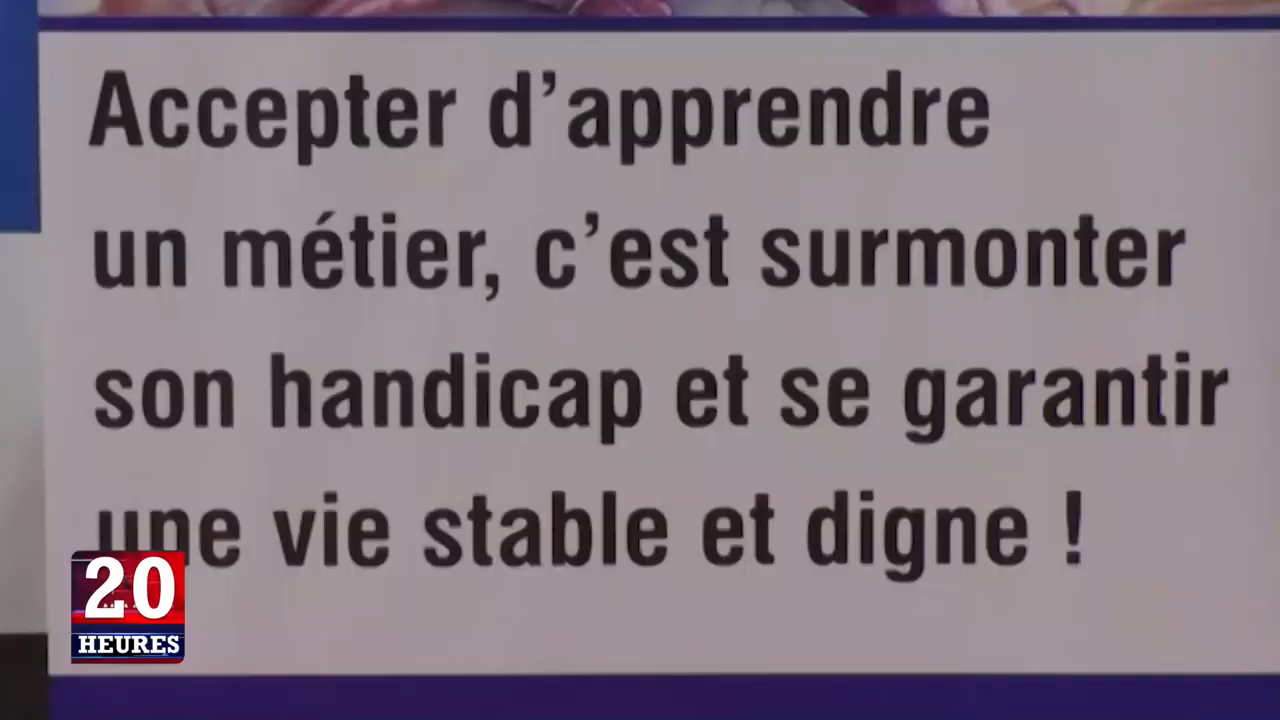 Accepter d’apprendre
un métier, c’est surmonter
son handicap et se garantir
une vie stable et digne !
20
HEURES